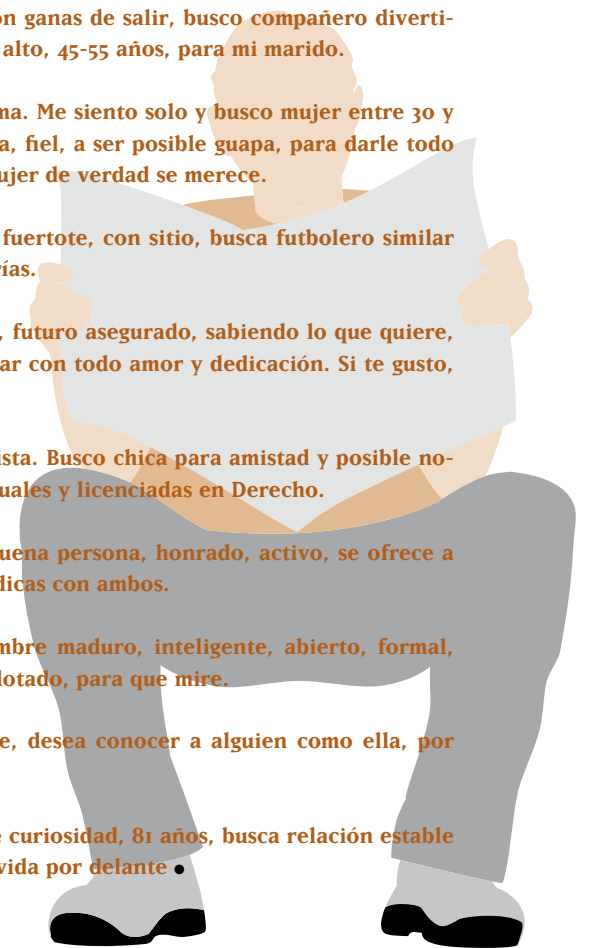 on ganas de salir, busco compañero diverti-
alto, 45-55 años, para mi marido.
ma. Me siento solo y busco mujer entre 30 y
a, fiel, a ser posible guapa, para darle todo
ujer de verdad se merece.
fuertote, con sitio, busca futbolero similar
rías.
, futuro asegurado, sabiendo lo que quiere,
ar con todo amor y dedicación. Si te gusto,
ista. Busco chica para amistad y posible no-
uales y licenciadas en Derecho.
uena persona, honrado, activo, se ofrece a
dicas con ambos.
mbre maduro, inteligente, abierto, formal,
dotado, para que mire.
e, desea conocer a alguien como ella, por
e curiosidad, 81 años, busca relación estable
vida por delante ●